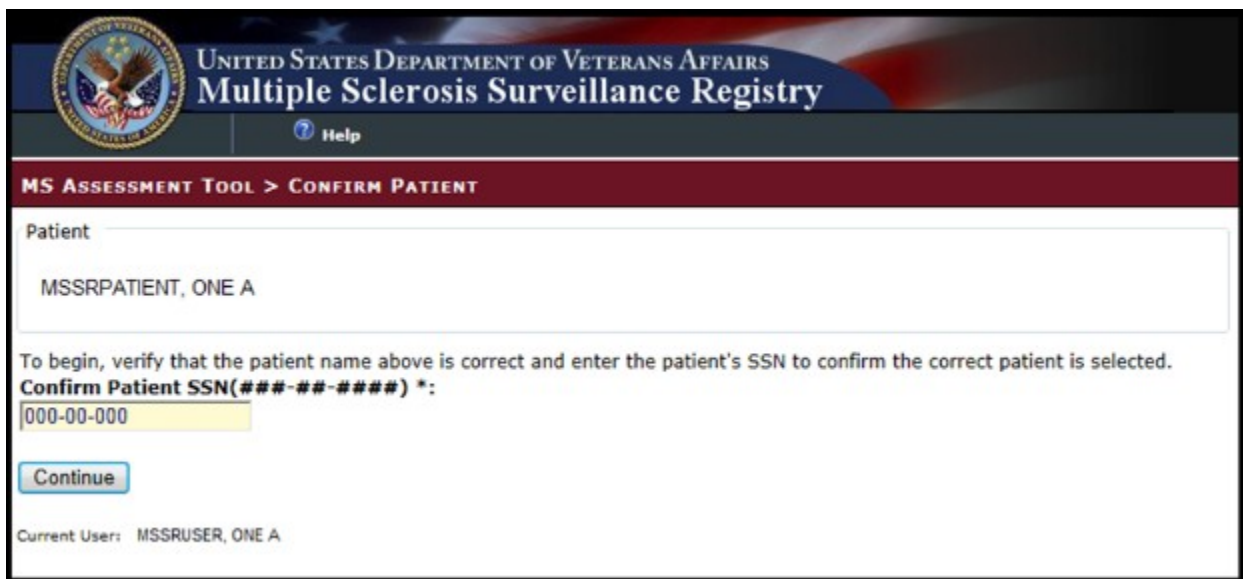 UNITED STATES DEPARTMENT OF VETERANS AFFAIRS
Multiple Sclerosis Surveillance Registry
Help
MS ASSESSMENT TOOL > CONFIRM PATIENT
Patient
MSSRPATIENT, ONE A
To begin, verify that the patient name above is correct and enter the patient's SSN to confirm the correct patient is selected.
Confirm Patient SSN(###-##-####) *:
000-00-000
Continue
Current User: MSSRUSER, ONE A